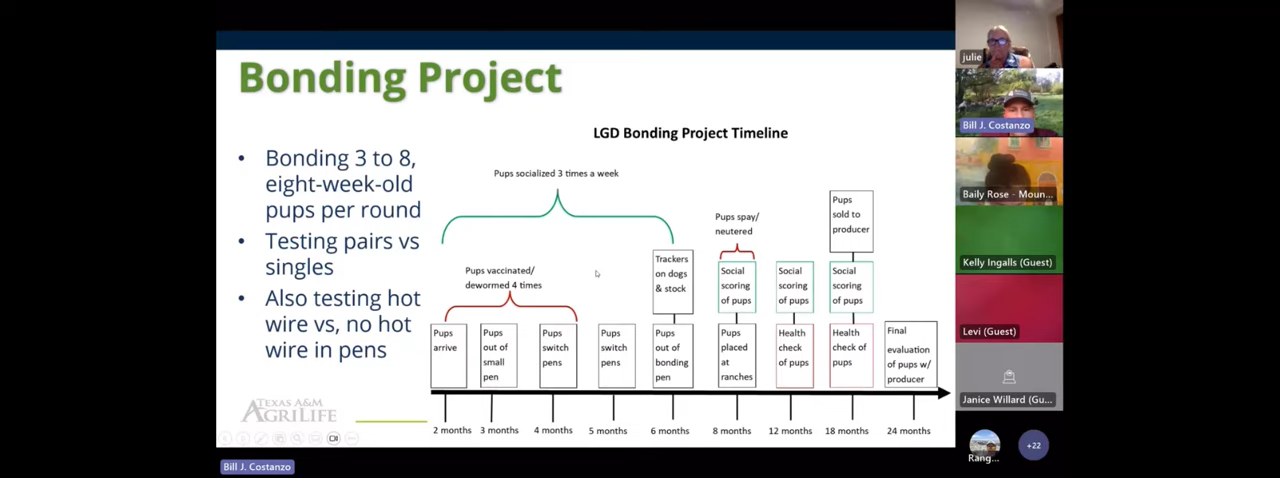 Bonding Project
LGD Bonding Project Timeline
• Bonding 3 to 8,
eight-week-old
pups per round
• Testing pairs vs
singles
• Also testing hot
wire vs, no hot
wire in pens
Pups socialized 3 times a week
Pups vaccinated/
dewormed 4 times
Pups spay/
neutered
Pups
sold to
producer
Trackers
on dogs
& stock
Social
scoring
of pups
Social
scoring
of pups
Social
scoring
of pups
Pups
arrive
Pups
out of
small
pen
Pups
switch
pens
Pups
switch
pens
Pups
out of
bonding
pen
Pups
placed
at
ranches
Health
check
of pups
Health
check of
pups
Final
evaluation
of pups w/
producer
2 months 3 months 4 months 5 months 6 months 8 months 12 months 18 months 24 months
TEXAS A&M
AGRILIFE
Bill J. Costanzo
julie
Bill J. Costanzo
Baily Rose - Moun...
Kelly Ingalls (Guest)
Levi (Guest)
Janice Willard (Gu...
Rang...
+22